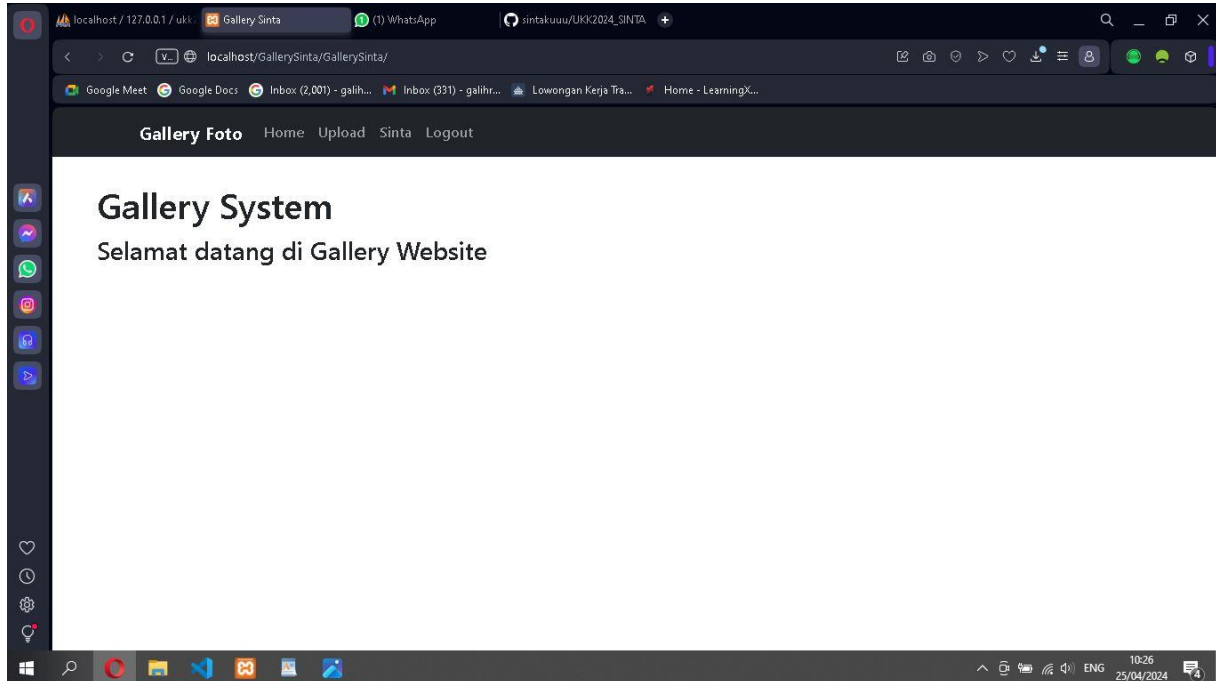 localhost / 127.0.0.1 / ukk
Gallery Sinta
(1) WhatsApp
sintakuuu/UKK2024_SINTA
V...
localhost/GallerySinta/GallerySinta/
Google Meet
Google Docs
Inbox (2,001) - galih...
Inbox (331) - galihr...
Lowongan Kerja Tra...
Home - LearningX...
Gallery Foto Home Upload Sinta Logout
Gallery System
Selamat datang di Gallery Website
ENG
10:26
25/04/2024
4